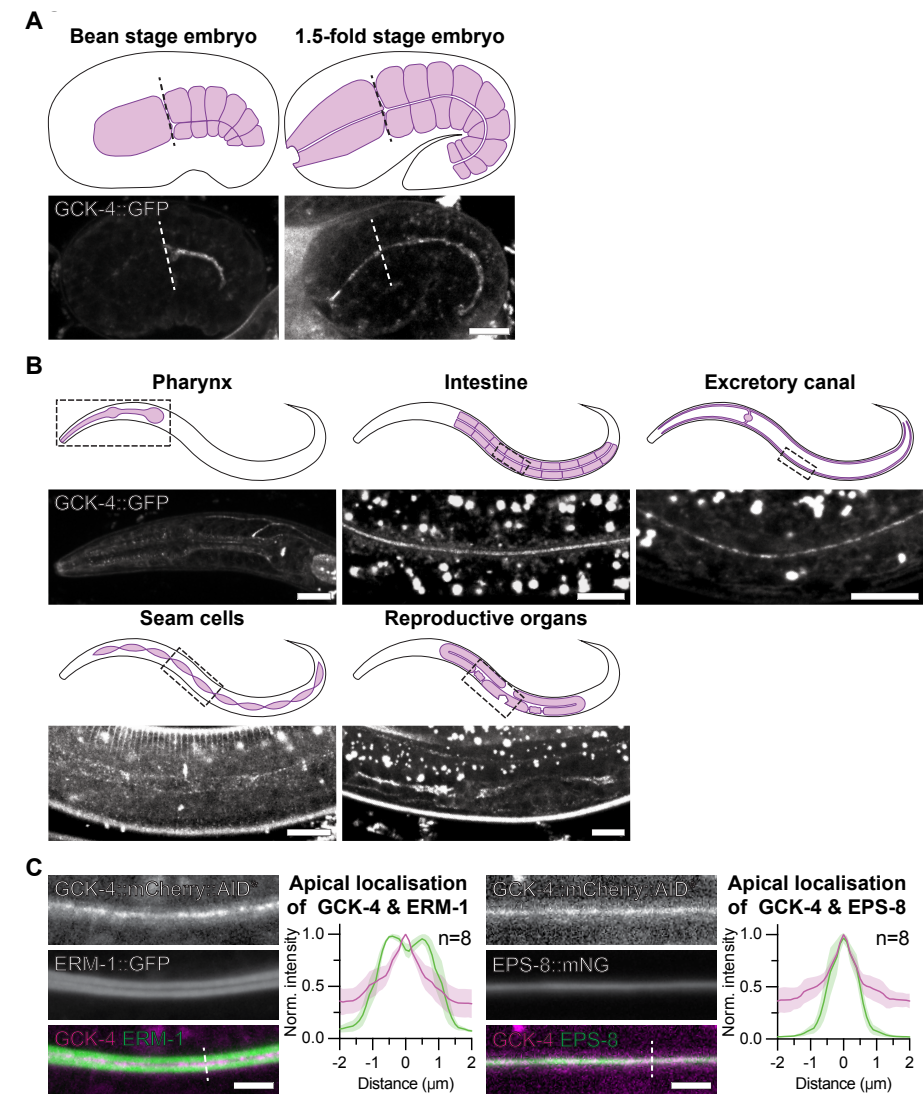 A
Bean stage embryo
1.5-fold stage embryo
GCK-4::GFP
B
Pharynx
Intestine
Excretory canal
GCK-4::GFP
Seam cells
Reproductive organs
C
GCK-4::mCherry::AID*
ERM-1::GFP
GCK-4 ERM-1
Apical localisation
of GCK-4 & ERM-1
n=8
Norm. intensity
1.0
0.5
0.0
-2 -1 0 1 2
Distance (µm)
GCK-4::mCherry::AID
EPS-8::mNG
GCK-4 EPS-8
Apical localisation
of GCK-4 & EPS-8
n=8
Norm. intensity
1.0
0.5
0.0
-2 -1 0 1 2
Distance (µm)